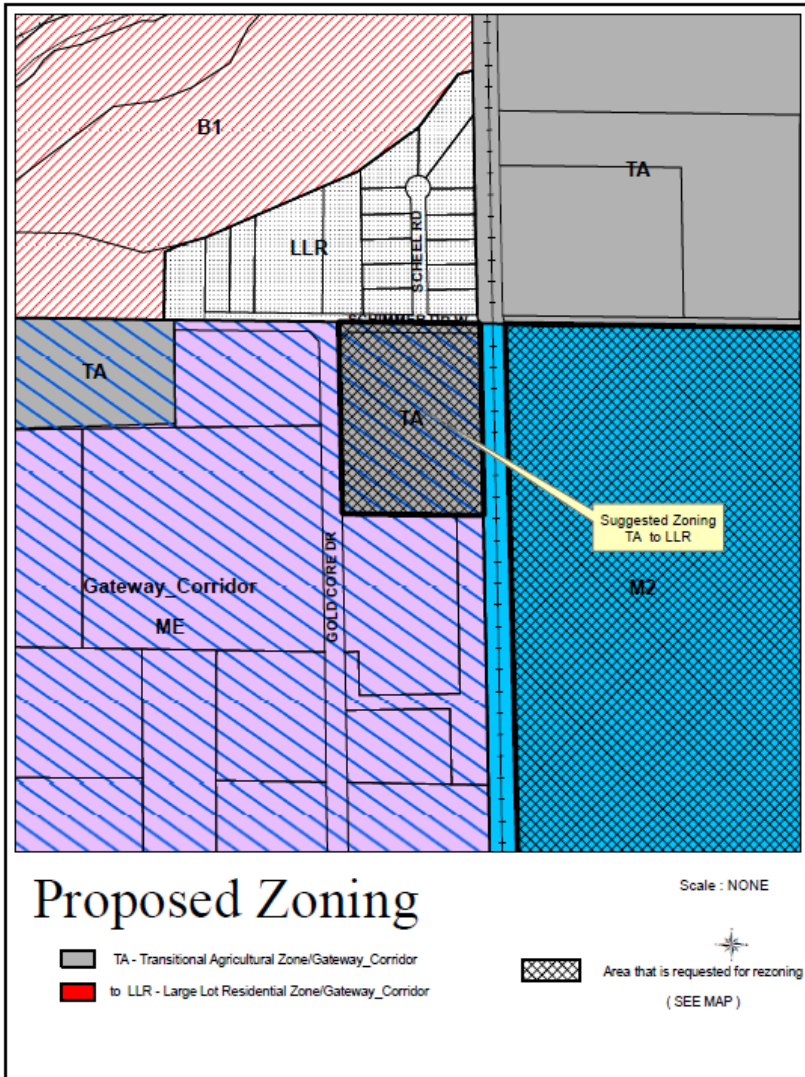 B1
TA
LLR
SCHEEL RD
SCHIMMER DR W
TA
TA
Suggested Zoning
TA to LLR
GOLD CORE DR
Gateway_Corridor
ME
M2
Proposed Zoning
Scale : NONE
TA - Transitional Agricultural Zone/Gateway_Corridor
to LLR - Large Lot Residential Zone/Gateway_Corridor
Area that is requested for rezoning
( SEE MAP )